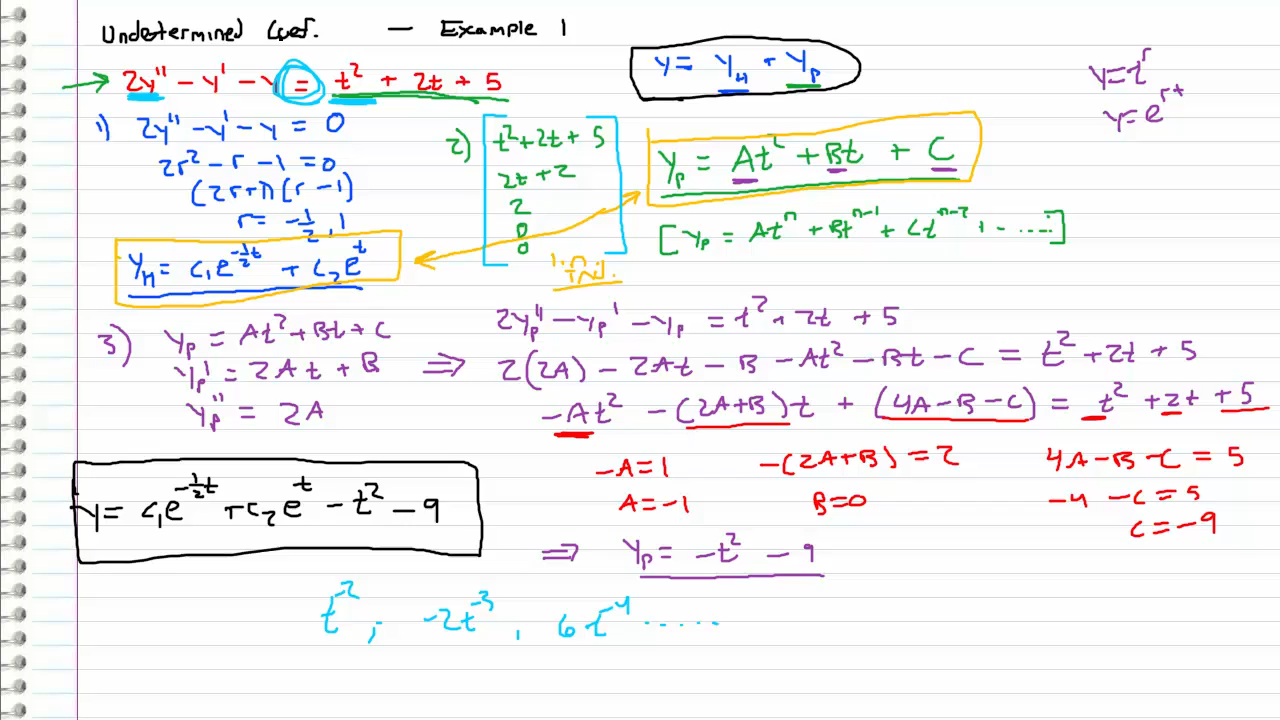 Undetermined Coef. — Example 1
y = y_H + y_p
y = t^r
y = e^{rt}
→ 2y'' - y' - y = t² + 2t + 5
1) 2y'' - y' - y = 0
2r² - r - 1 = 0
(2r+1)(r-1)
r = -1/2, 1
y_H = c₁e^{-1/2 t} + c₂e^t
2) t² + 2t + 5
2t + 2
2
0
0
y_p = At² + Bt + C
[y_p = At^n + Bt^{n-1} + Ct^{n-2} + .....]
3) y_p = At² + Bt + C
y_p' = 2At + B
y_p'' = 2A
2y_p'' - y_p' - y_p = t² + 2t + 5
⇒ 2(2A) - 2At - B - At² - Bt - C = t² + 2t + 5
-At² - (2A+B)t + (4A-B-C) = t² + 2t + 5
-A = 1
A = -1
-(2A+B) = 2
B = 0
4A - B - C = 5
-4 - C = 5
C = -9
⇒ y_p = -t² - 9
y = c₁e^{-1/2 t} + c₂e^t - t² - 9
t^{-2}, -2t^{-3}, 6t^{-4} .....